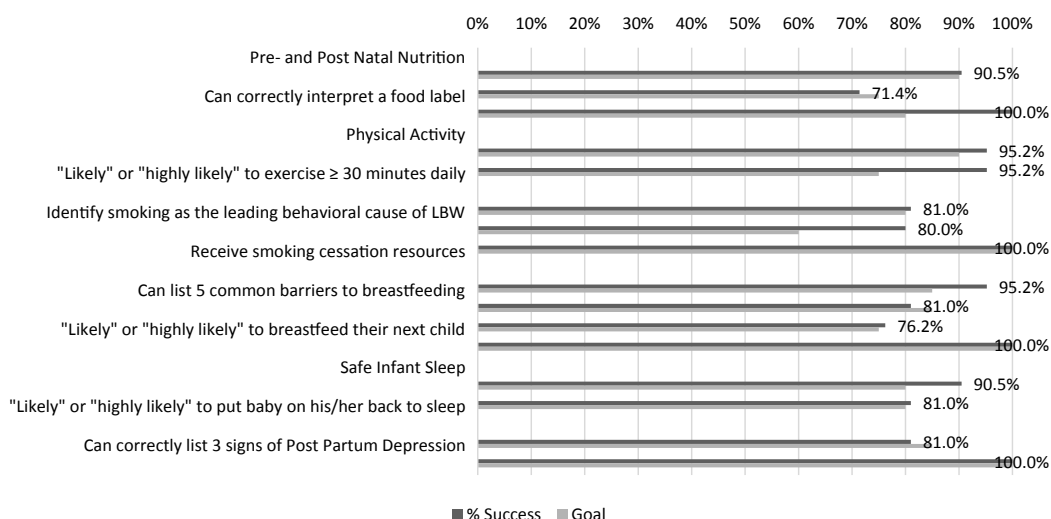 0% 10% 20% 30% 40% 50% 60% 70% 80% 90% 100%
Pre- and Post Natal Nutrition
90.5%
Can correctly interpret a food label 71.4%
100.0%
Physical Activity
95.2%
"Likely" or "highly likely" to exercise ≥ 30 minutes daily 95.2%
Identify smoking as the leading behavioral cause of LBW 81.0%
80.0%
Receive smoking cessation resources 100.0%
Can list 5 common barriers to breastfeeding 95.2%
81.0%
"Likely" or "highly likely" to breastfeed their next child 76.2%
100.0%
Safe Infant Sleep
90.5%
"Likely" or "highly likely" to put baby on his/her back to sleep 81.0%
Can correctly list 3 signs of Post Partum Depression 81.0%
100.0%
% Success Goal